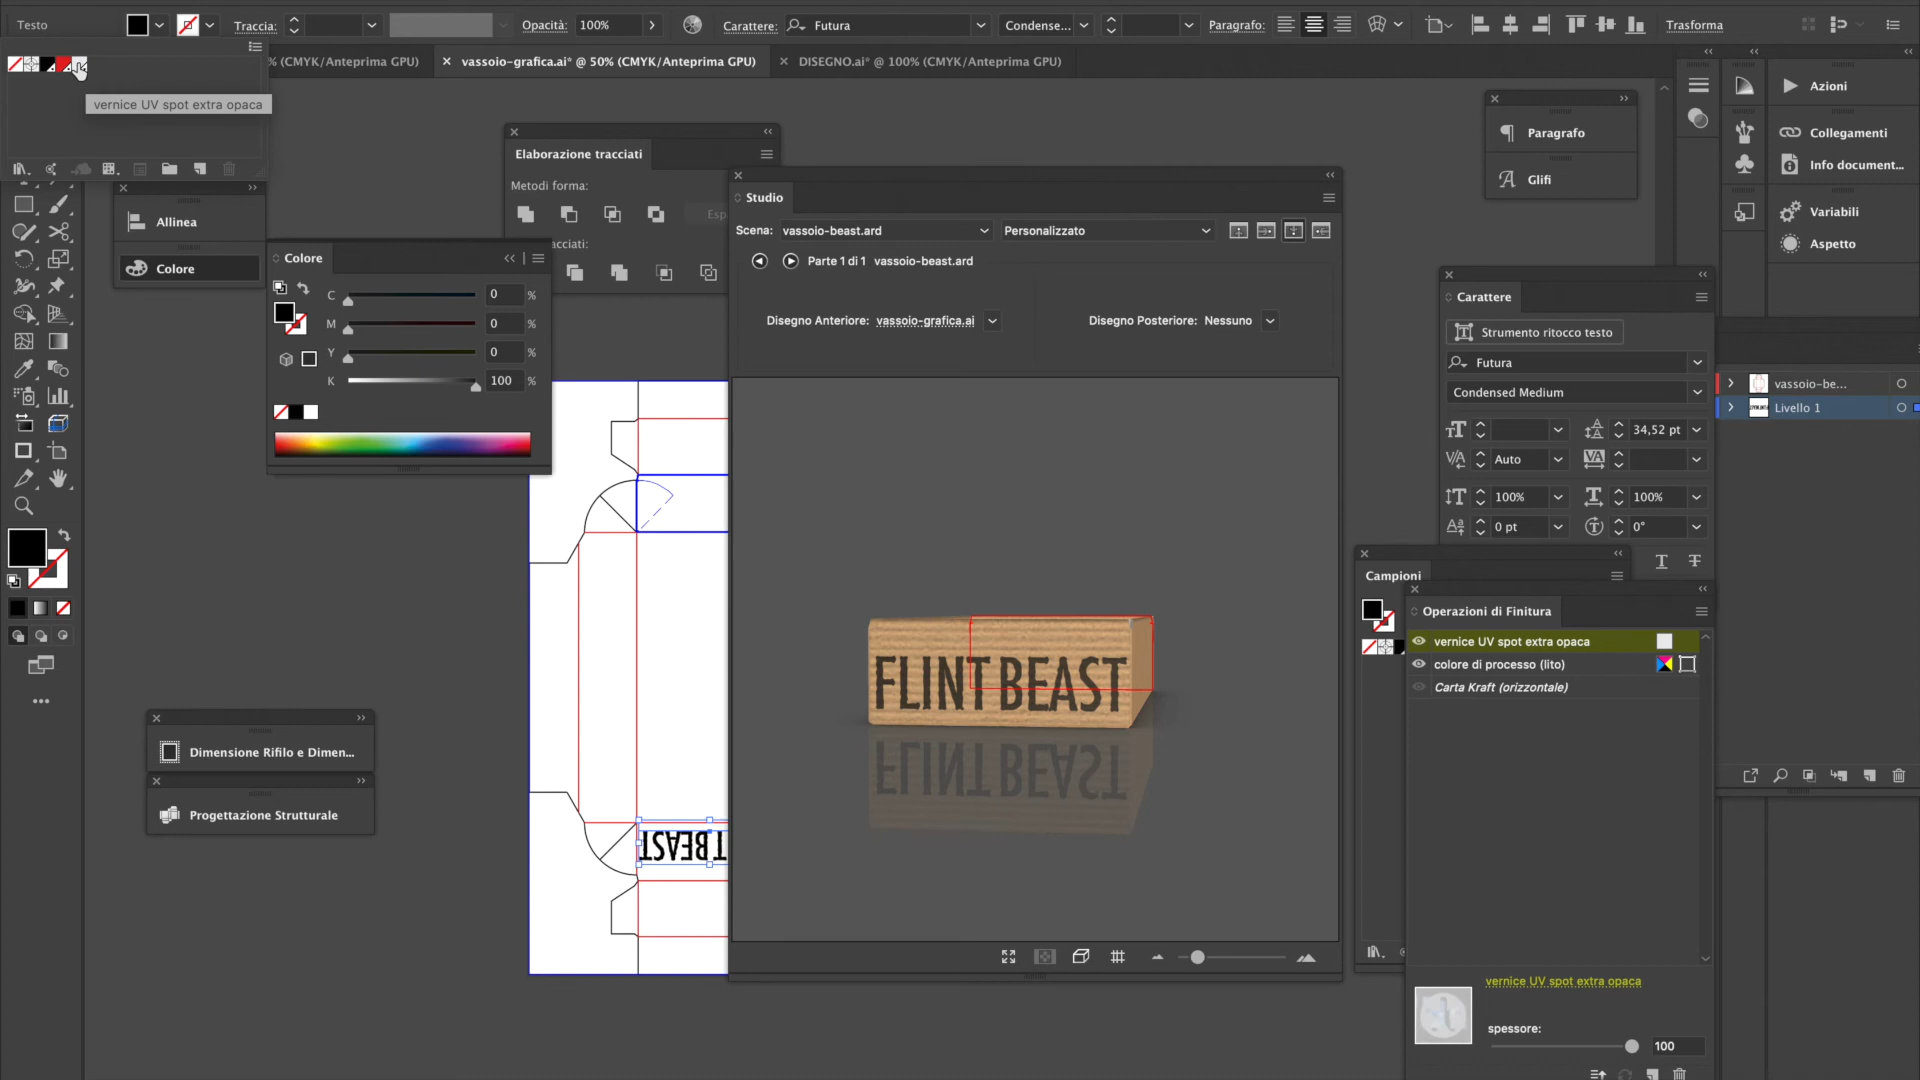 Testo
Traccia:
Opacità: 100%
Carattere: Futura
Condense...
Paragrafo:
Trasforma
% (CMYK/Anteprima GPU)
× vassoio-grafica.ai* @ 50% (CMYK/Anteprima GPU)
× DISEGNO.ai* @ 100% (CMYK/Anteprima GPU)
vernice UV spot extra opaca
Allinea
Colore
Elaborazione tracciati
Metodi forma:
Esp
acciati:
Colore
C 0 %
M 0 %
Y 0 %
K 100 %
Dimensione Rifilo e Dimen...
Progettazione Strutturale
T BEAST
Studio
Scena: vassoio-beast.ard
Personalizzato
Parte 1 di 1 vassoio-beast.ard
Disegno Anteriore: vassoio-grafica.ai
Disegno Posteriore: Nessuno
FLINT BEAST
FLINT BEAST
Paragrafo
Glifi
Azioni
Collegamenti
Info document...
Variabili
Aspetto
Carattere
Strumento ritocco testo
Futura
Condensed Medium
34,52 pt
Auto
100%
100%
0 pt
0°
vassoio-be...
Livello 1
Campioni
Operazioni di Finitura
vernice UV spot extra opaca
colore di processo (lito)
Carta Kraft (orizzontale)
vernice UV spot extra opaca
spessore:
100